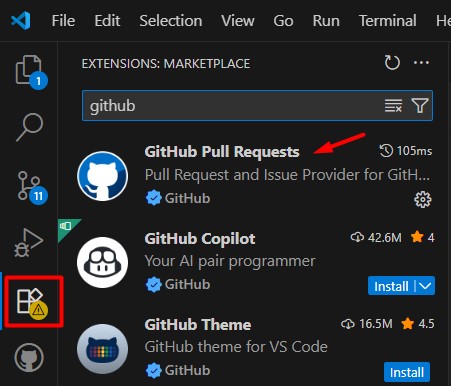 File Edit Selection View Go Run Terminal He
EXTENSIONS: MARKETPLACE
github
GitHub Pull Requests 105ms
Pull Request and Issue Provider for GitH...
GitHub
GitHub Copilot 42.6M 4
Your AI pair programmer
GitHub Install
GitHub Theme 16.5M 4.5
GitHub theme for VS Code
GitHub Install
1
11